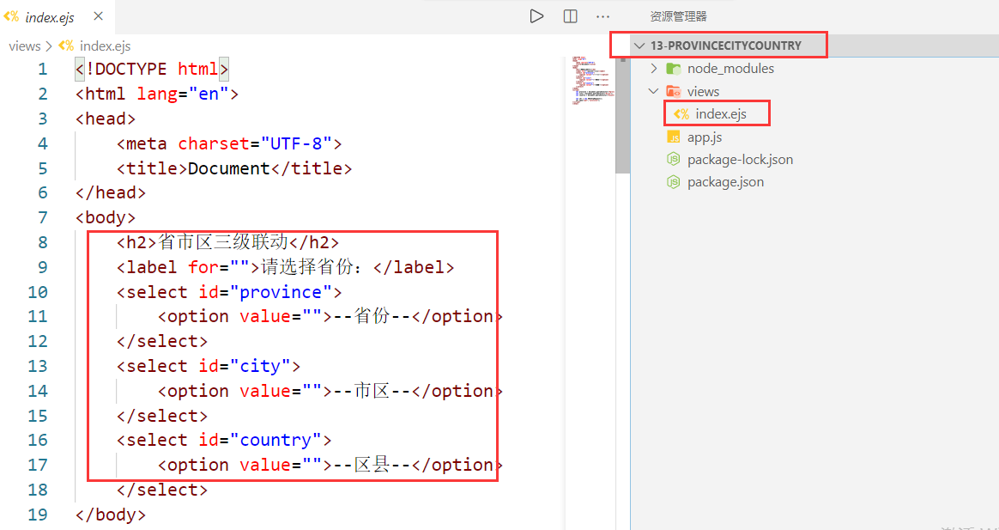 index.ejs
资源管理器
views > index.ejs
13-PROVINCECITYCOUNTRY
node_modules
views
index.ejs
app.js
package-lock.json
package.json
1 <!DOCTYPE html>
2 <html lang="en">
3 <head>
4 <meta charset="UTF-8">
5 <title>Document</title>
6 </head>
7 <body>
8 <h2>省市区三级联动</h2>
9 <label for="">请选择省份：</label>
10 <select id="province">
11 <option value="">--省份--</option>
12 </select>
13 <select id="city">
14 <option value="">--市区--</option>
15 </select>
16 <select id="country">
17 <option value="">--区县--</option>
18 </select>
19 </body>